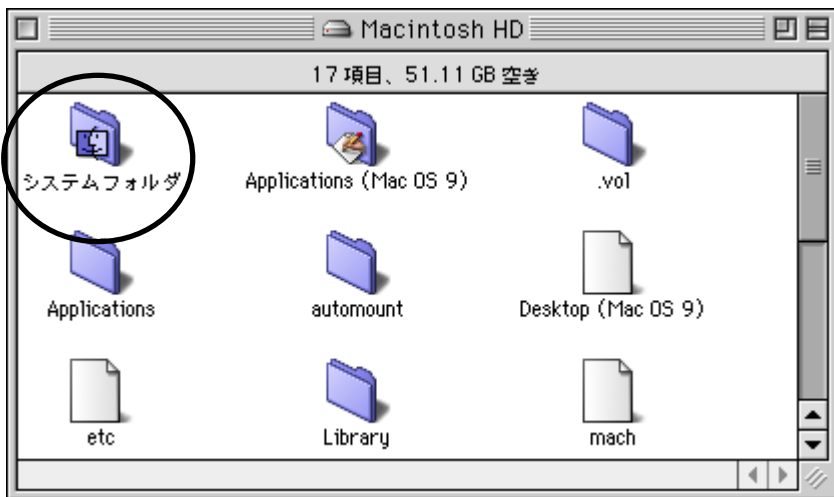 Macintosh HD
17 項目、51.11 GB 空き
システムフォルダ
Applications (Mac OS 9)
.vol
Applications
automount
Desktop (Mac OS 9)
etc
Library
mach